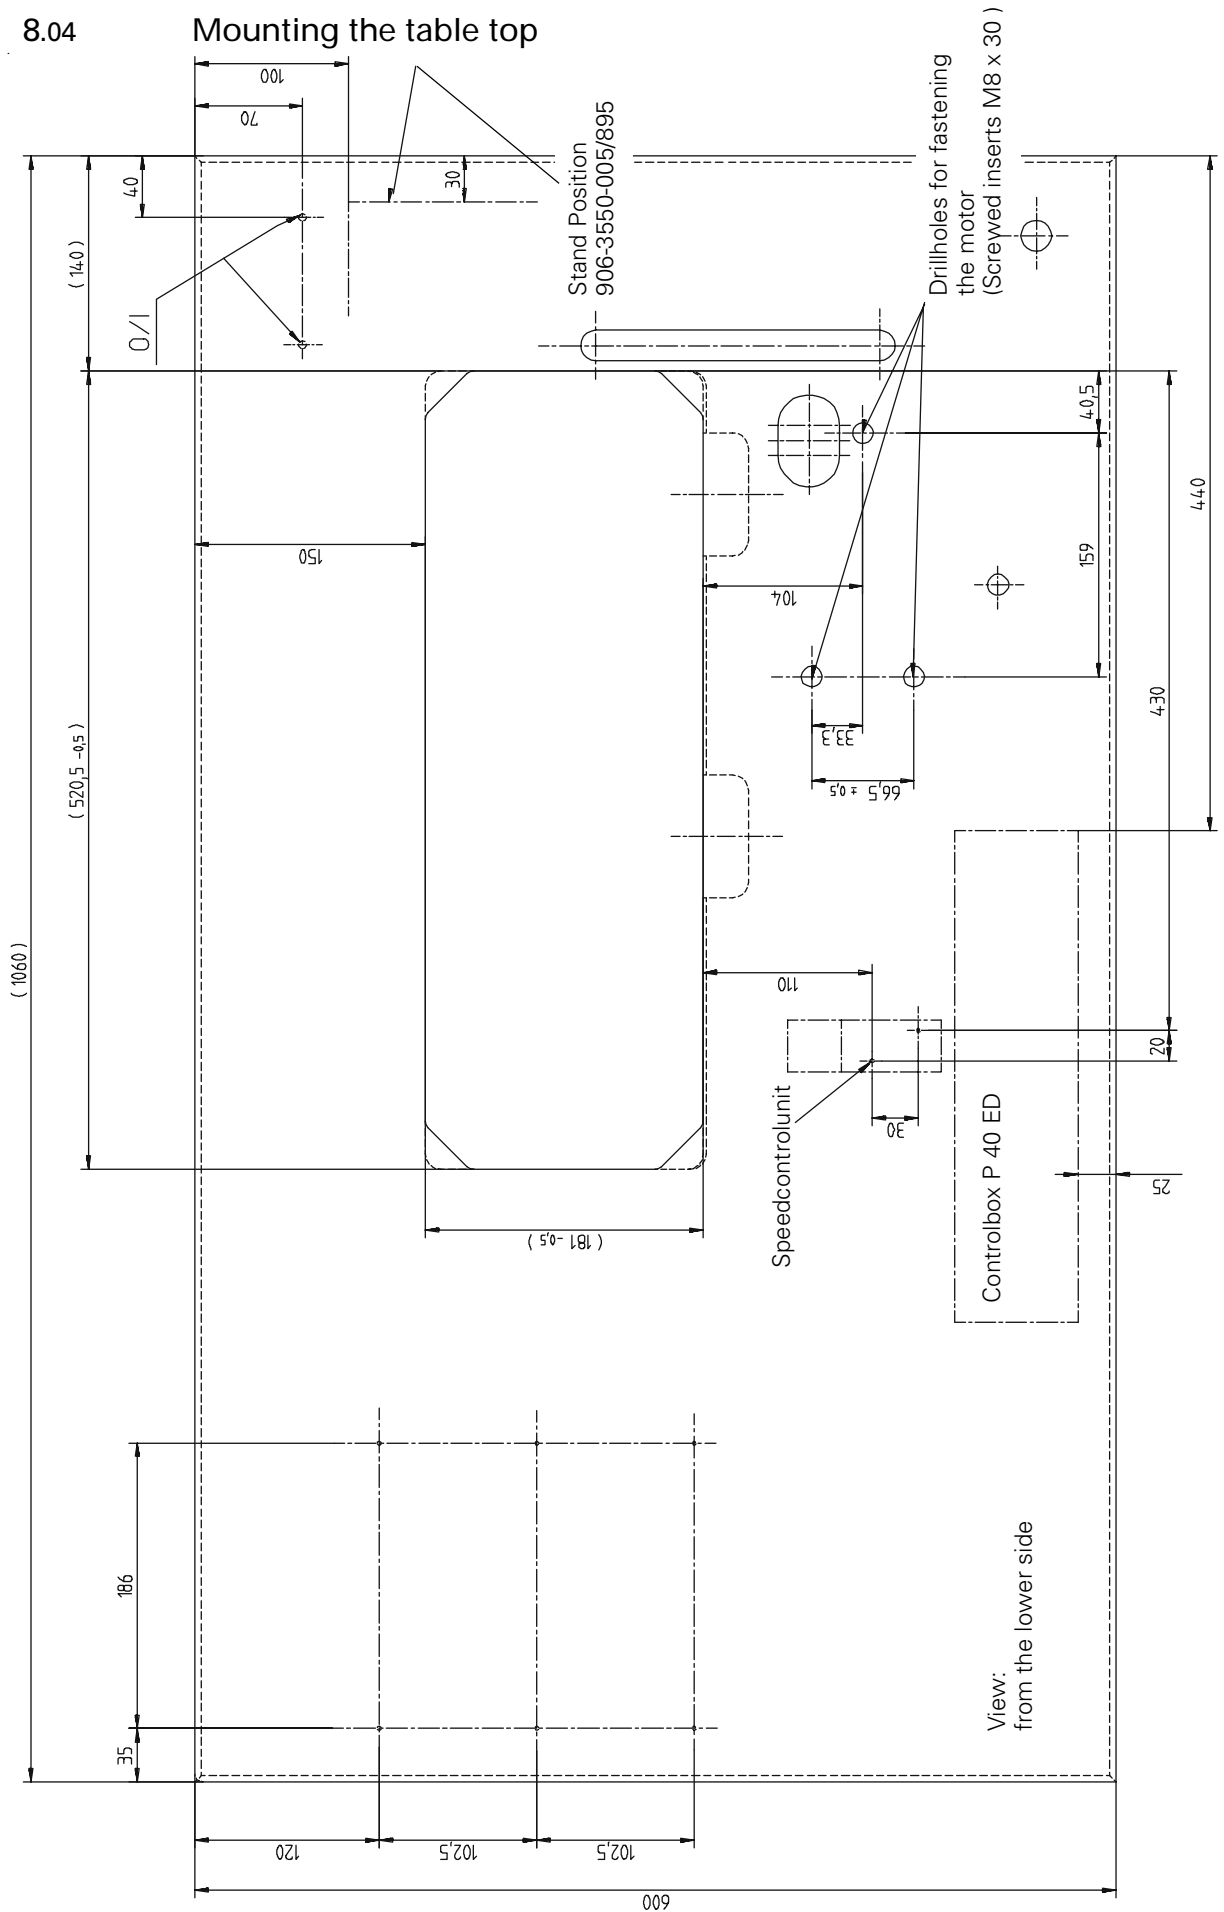 8.04 Mounting the table top
100
70
40
30
( 140 )
O/I
Stand Position
906-3550-005/895
Drillholes for fastening
the motor
(Screwed inserts M8 x 30 )
40,5
440
150
104
159
430
( 520,5 -0,5 )
33,3
66,5 ± 0,5
( 1060 )
110
20
Speedcontrolunit
30
Controlbox P 40 ED
25
( 181 -0,5 )
186
35
View:
from the lower side
120
102,5
102,5
600